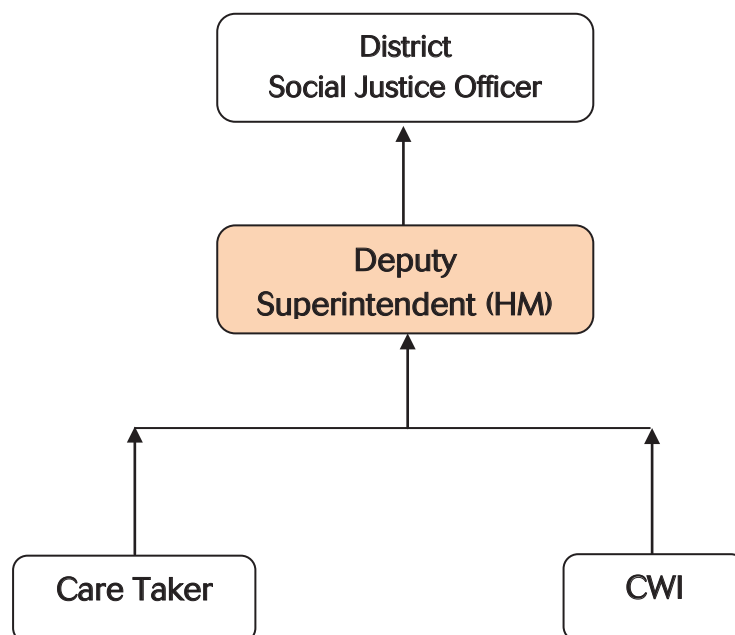 District
Social Justice Officer
Deputy
Superintendent (HM)
Care Taker
CWI